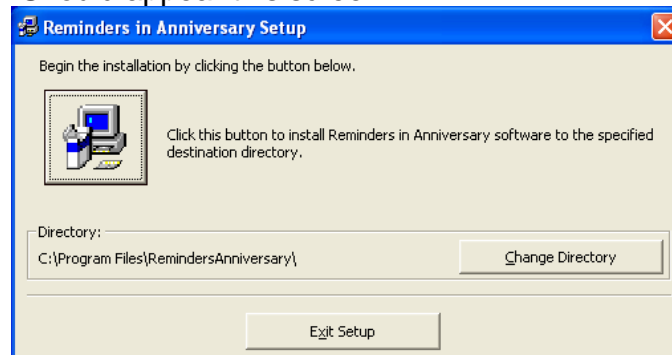 Reminders in Anniversary Setup
Begin the installation by clicking the button below.
Click this button to install Reminders in Anniversary software to the specified
destination directory.
Directory:
C:\Program Files\RemindersAnniversary\
Change Directory
Exit Setup